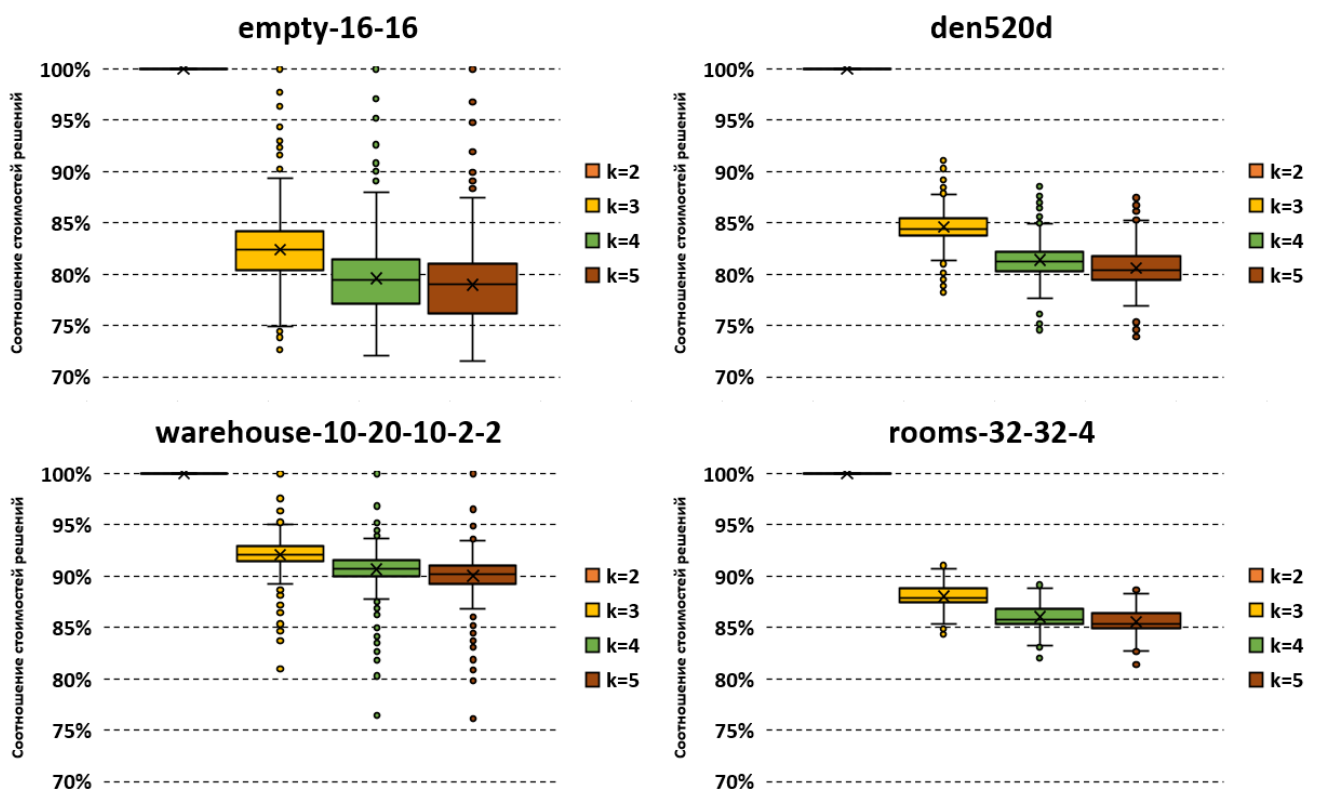 empty-16-16
Соотношение стоимостей решений
100%
95%
90%
85%
80%
75%
70%
k=2
k=3
k=4
k=5
den520d
Соотношение стоимостей решений
100%
95%
90%
85%
80%
75%
70%
k=2
k=3
k=4
k=5
warehouse-10-20-10-2-2
Соотношение стоимостей решений
100%
95%
90%
85%
80%
75%
70%
k=2
k=3
k=4
k=5
rooms-32-32-4
Соотношение стоимостей решений
100%
95%
90%
85%
80%
75%
70%
k=2
k=3
k=4
k=5